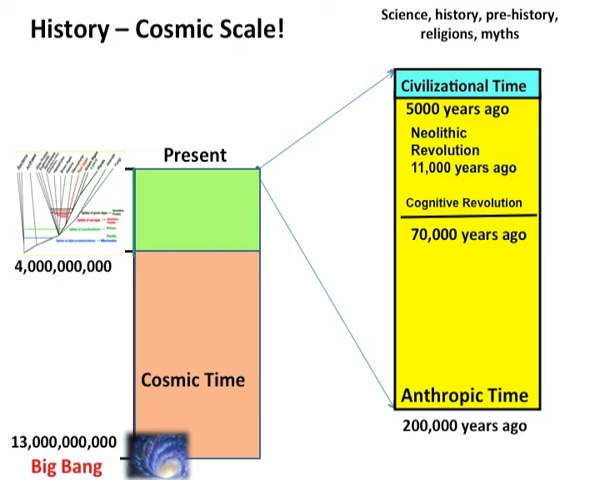 History – Cosmic Scale!
Science, history, pre-history,
religions, myths
Present
4,000,000,000
Cosmic Time
13,000,000,000
Big Bang
Civilizational Time
5000 years ago
Neolithic
Revolution
11,000 years ago
Cognitive Revolution
70,000 years ago
Anthropic Time
200,000 years ago